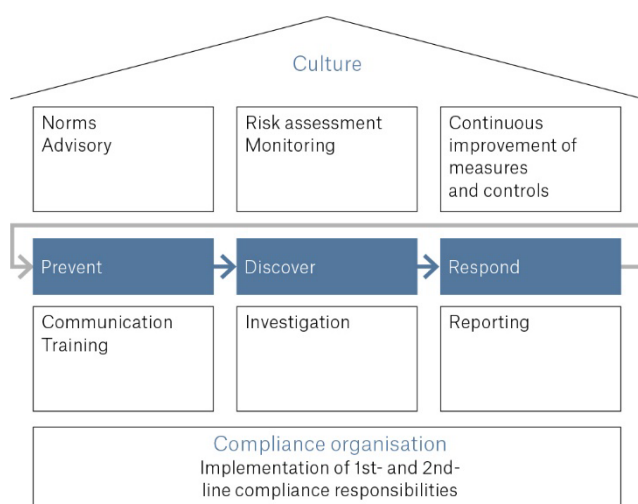 Culture
Norms
Advisory
Risk assessment
Monitoring
Continuous
improvement of
measures
and controls
Prevent
Discover
Respond
Communication
Training
Investigation
Reporting
Compliance organisation
Implementation of 1st- and 2nd-
line compliance responsibilities